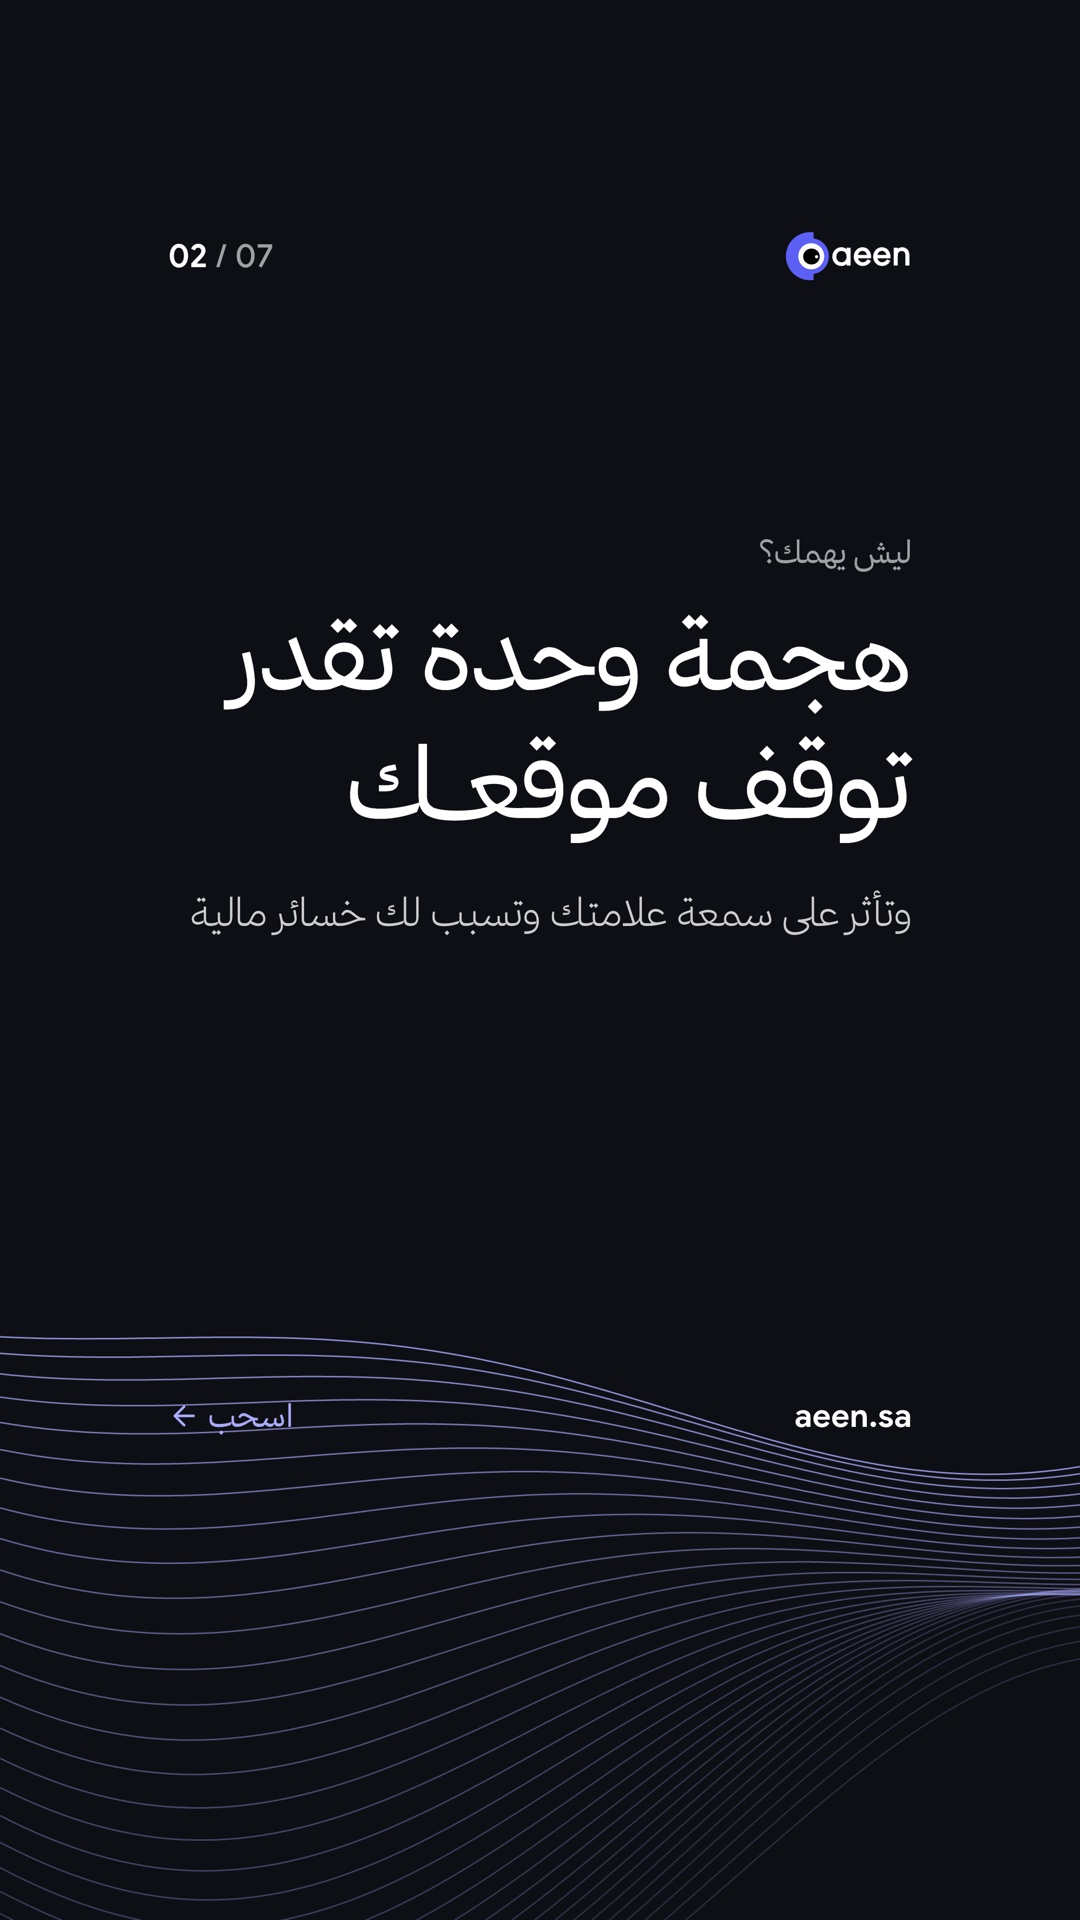 aeen
02 / 07
ليش يهمك؟
هجمة وحدة تقدر
توقف موقعـك
وتأثر على سمعة علامتك وتسبب لك خسائر مالية
aeen.sa
اسحب ←